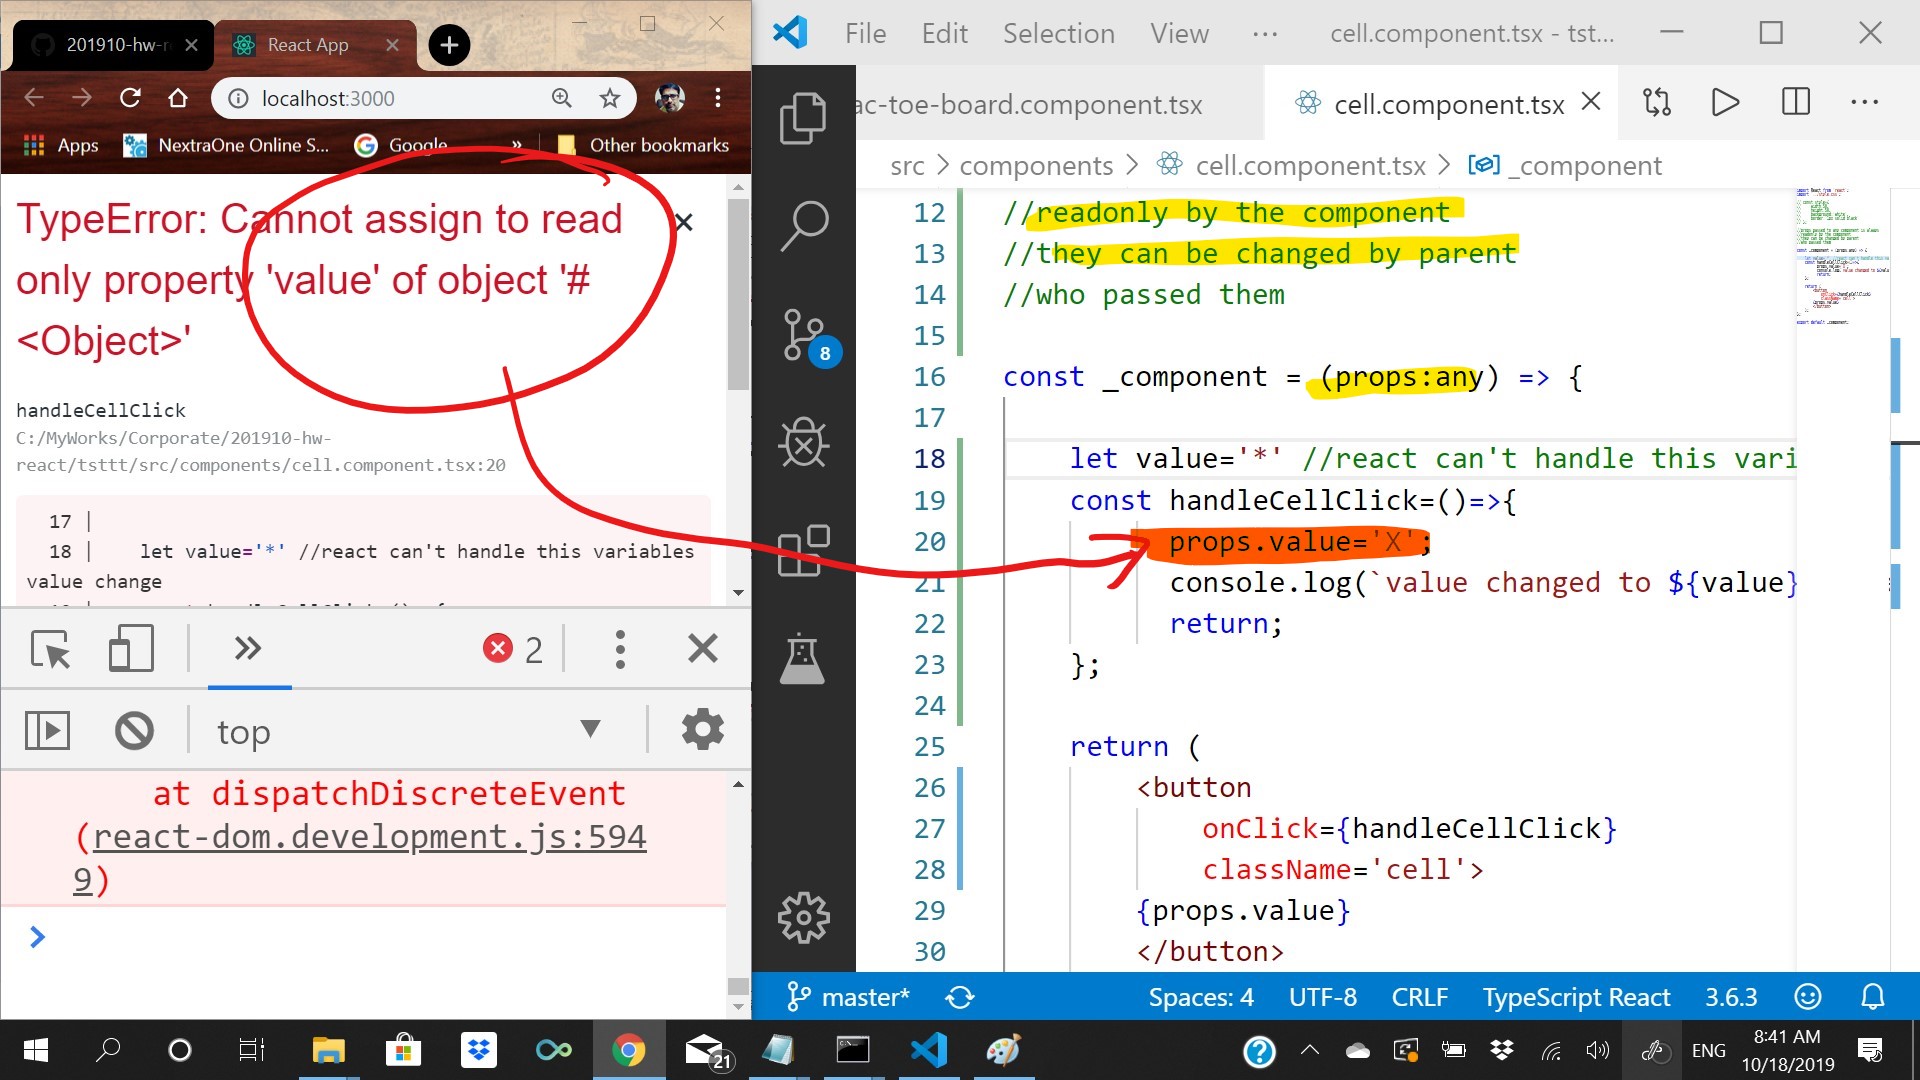 201910-hw-r
React App
localhost:3000
Apps
NextraOne Online S...
Google
»
Other bookmarks
TypeError: Cannot assign to read
only property 'value' of object '#
<Object>'
handleCellClick
C:/MyWorks/Corporate/201910-hw-
react/tsttt/src/components/cell.component.tsx:20
17 |
18 |     let value='*' //react can't handle this variables
value change
2
top
at dispatchDiscreteEvent
(react-dom.development.js:594
9)
File Edit Selection View ... cell.component.tsx - tst...
ac-toe-board.component.tsx
cell.component.tsx
src > components > cell.component.tsx > _component
12 //readonly by the component
13 //they can be changed by parent
14 //who passed them
15
16 const _component = (props:any) => {
17
18     let value='*' //react can't handle this vari
19     const handleCellClick=()=>{
20         props.value='X';
21         console.log(`value changed to ${value}
22         return;
23     };
24
25     return (
26         <button
27             onClick={handleCellClick}
28             className='cell'>
29         {props.value}
30         </button>
8
master*
Spaces: 4 UTF-8 CRLF TypeScript React 3.6.3
21
ENG
8:41 AM
10/18/2019